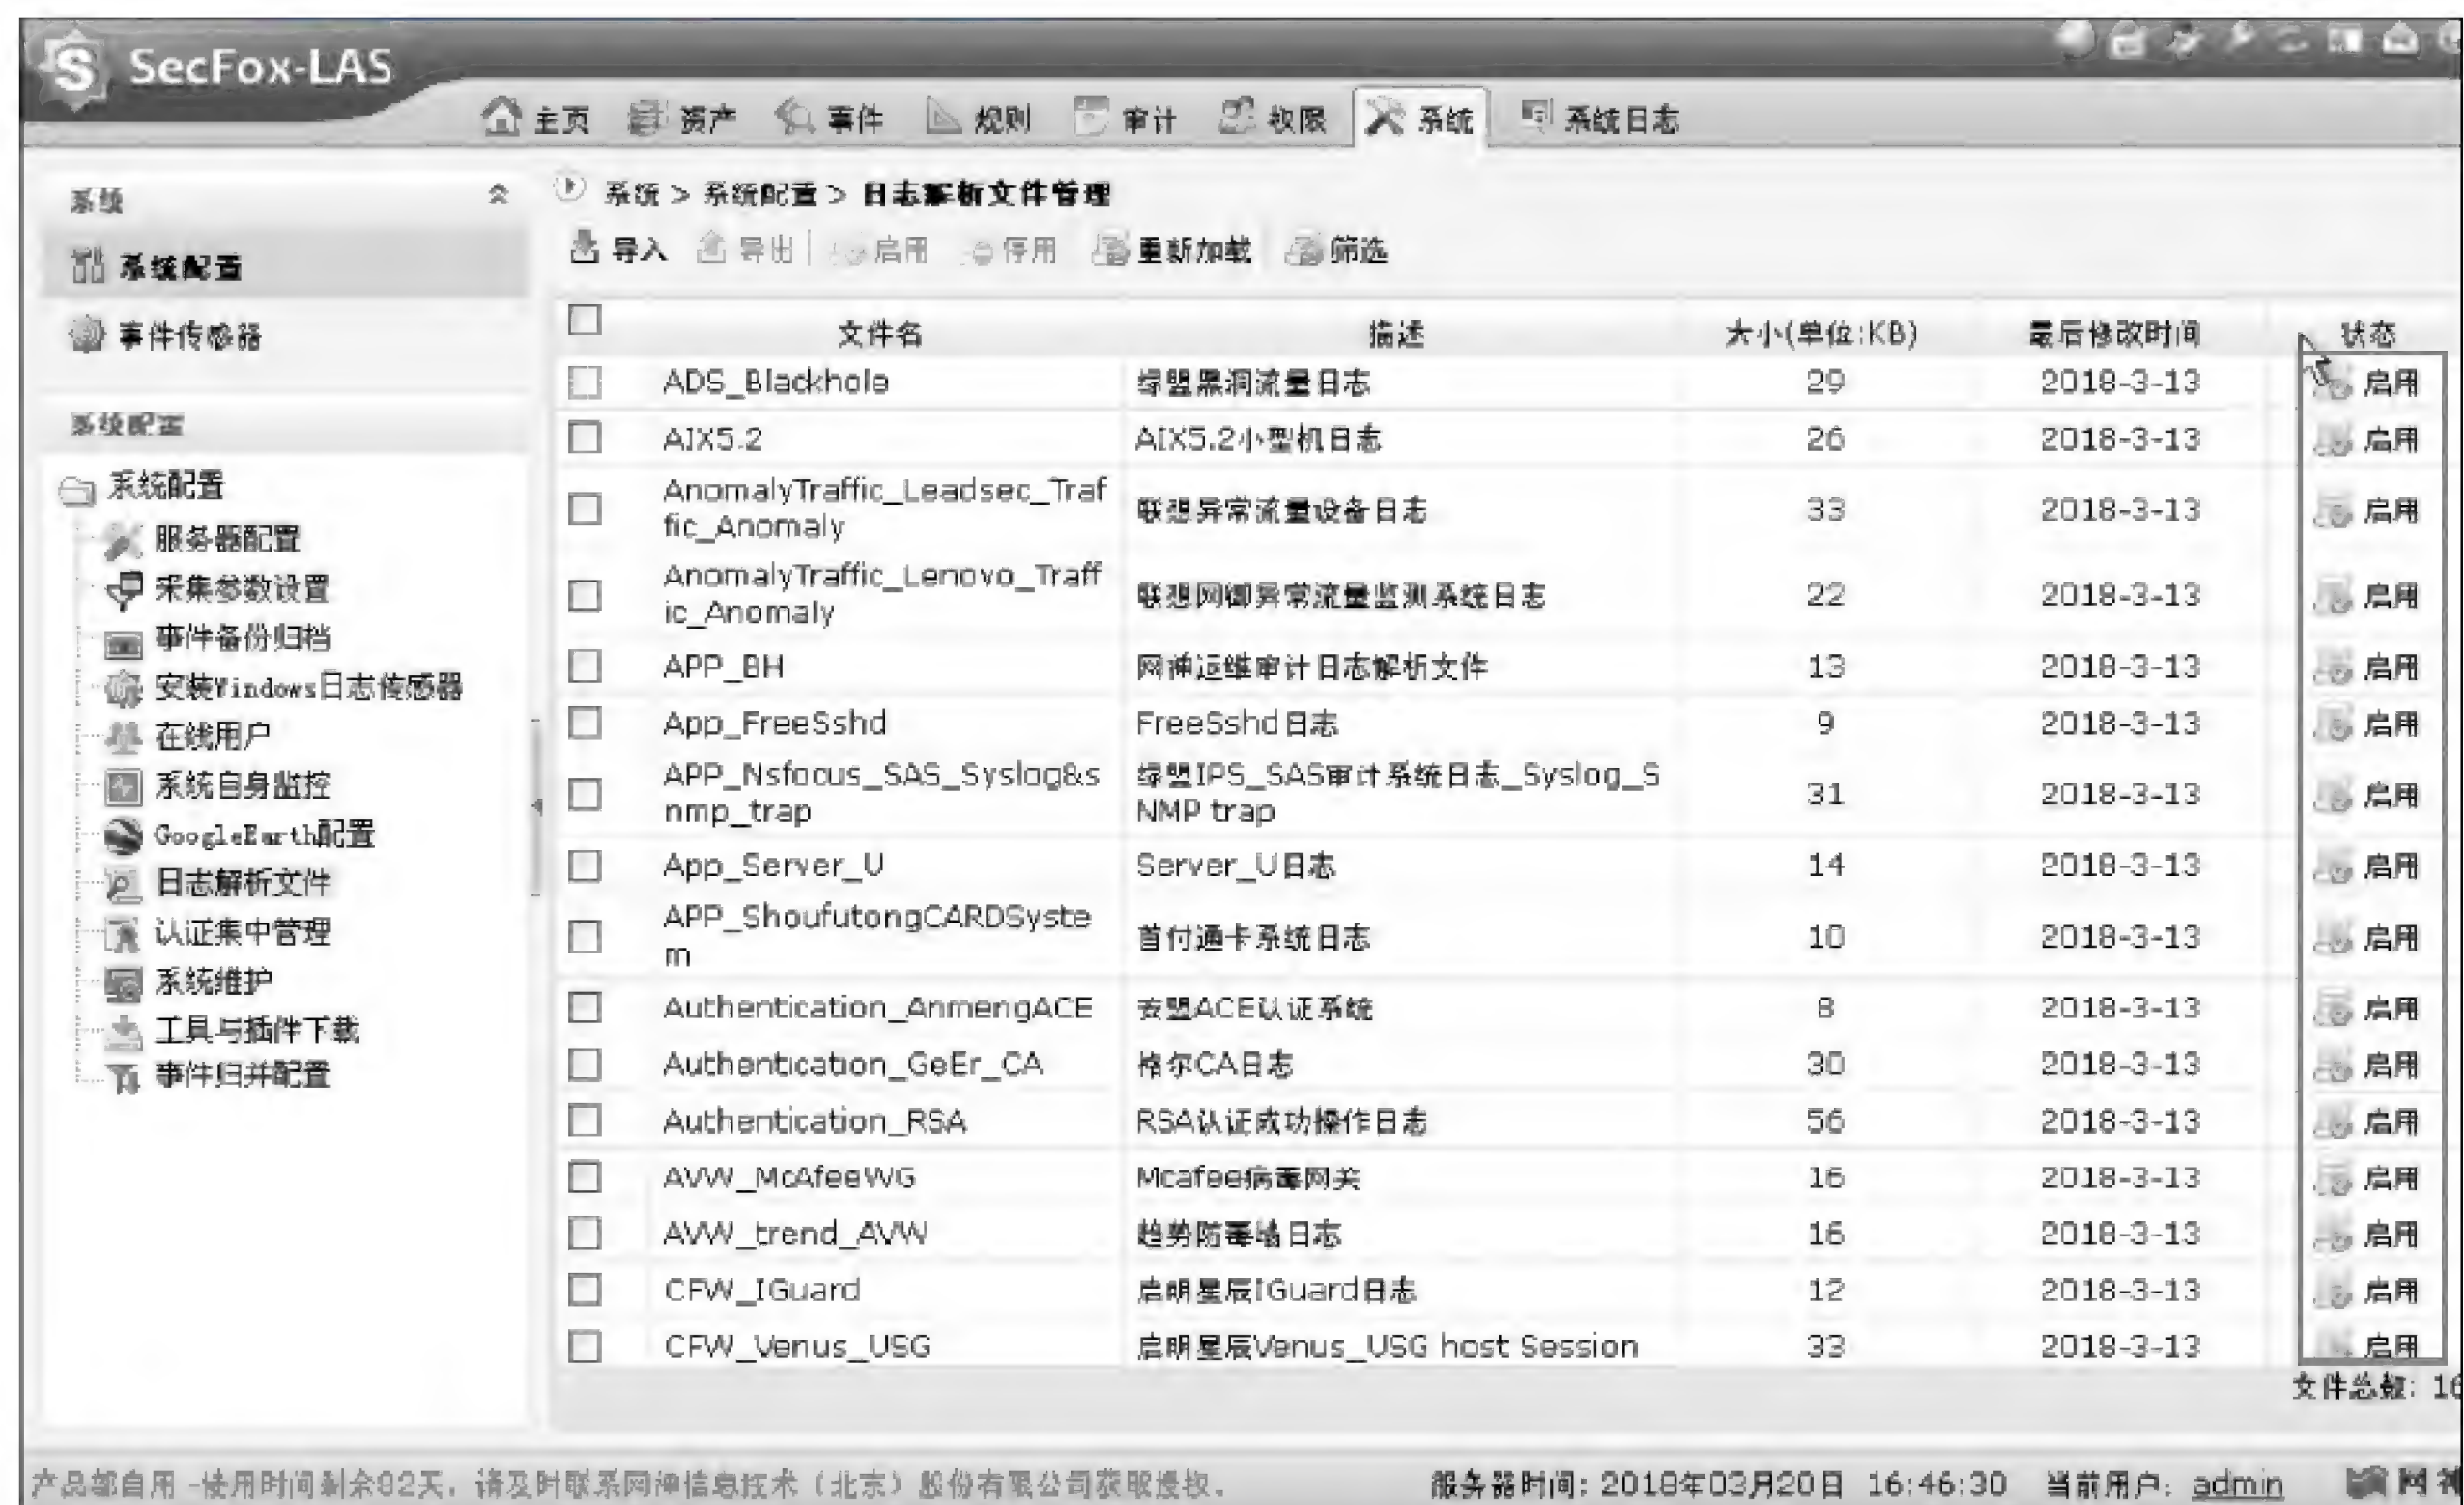 SecFox-LAS
主页 资产 事件 规则 审计 权限 系统 系统日志
系统
系统配置
事件传感器
系统配置
系统配置
服务器配置
采集参数设置
事件备份归档
安装Windows日志传感器
在线用户
系统自身监控
GoogleEarth配置
日志解析文件
认证集中管理
系统维护
工具与插件下载
事件归并配置
系统 > 系统配置 > 日志解析文件管理
导入 导出 启用 停用 重新加载 筛选
文件名 描述 大小(单位:KB) 最后修改时间 状态
ADS_Blackhole 绿盟黑洞流量日志 29 2018-3-13 启用
AIX5.2 AIX5.2小型机日志 26 2018-3-13 启用
AnomalyTraffic_Leadsec_Traf
fic_Anomaly 联想异常流量设备日志 33 2018-3-13 启用
AnomalyTraffic_Lenovo_Traff
ic_Anomaly 联想网御异常流量监测系统日志 22 2018-3-13 启用
APP_BH 网神运维审计日志解析文件 13 2018-3-13 启用
App_FreeSshd FreeSshd日志 9 2018-3-13 启用
APP_Nsfocus_SAS_Syslog&s 绿盟IPS_SAS审计系统日志_Syslog_S
nmp_trap NMP trap 31 2018-3-13 启用
App_Server_U Server_U日志 14 2018-3-13 启用
APP_ShoufutongCARDSyste
m 首付通卡系统日志 10 2018-3-13 启用
Authentication_AnmengACE 安盟ACE认证系统 8 2018-3-13 启用
Authentication_GeEr_CA 格尔CA日志 30 2018-3-13 启用
Authentication_RSA RSA认证成功操作日志 56 2018-3-13 启用
AVW_McAfeeWG Mcafee病毒网关 16 2018-3-13 启用
AVW_trend_AVW 趋势防毒墙日志 16 2018-3-13 启用
CFW_IGuard 启明星辰IGuard日志 12 2018-3-13 启用
CFW_Venus_USG 启明星辰Venus_USG host Session 33 2018-3-13 启用
文件总数: 16
产品部自用 -使用时间剩余92天, 请及时联系网神信息技术(北京)股份有限公司获取授权。 服务器时间: 2018年03月20日 16:46:30 当前用户: admin 网神